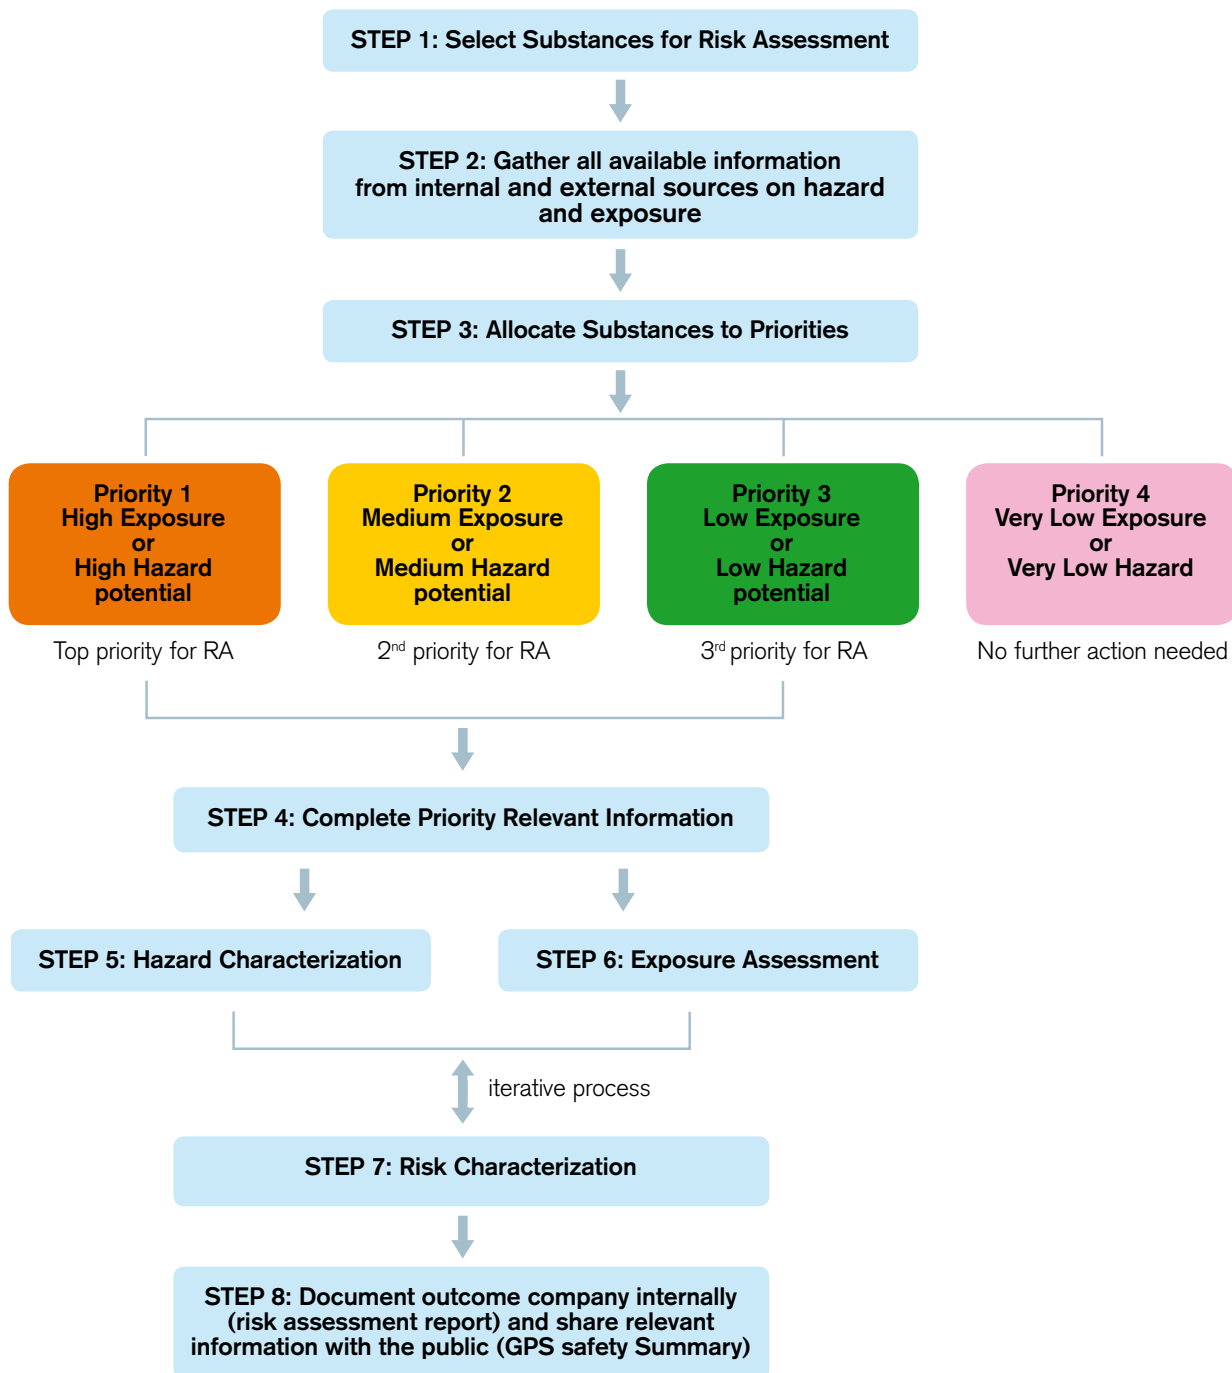 STEP 1: Select Substances for Risk Assessment
STEP 2: Gather all available information
from internal and external sources on hazard
and exposure
STEP 3: Allocate Substances to Priorities
Priority 1
High Exposure
or
High Hazard
potential
Priority 2
Medium Exposure
or
Medium Hazard
potential
Priority 3
Low Exposure
or
Low Hazard
potential
Priority 4
Very Low Exposure
or
Very Low Hazard
Top priority for RA
2nd priority for RA
3rd priority for RA
No further action needed
STEP 4: Complete Priority Relevant Information
STEP 5: Hazard Characterization
STEP 6: Exposure Assessment
iterative process
STEP 7: Risk Characterization
STEP 8: Document outcome company internally
(risk assessment report) and share relevant
information with the public (GPS safety Summary)